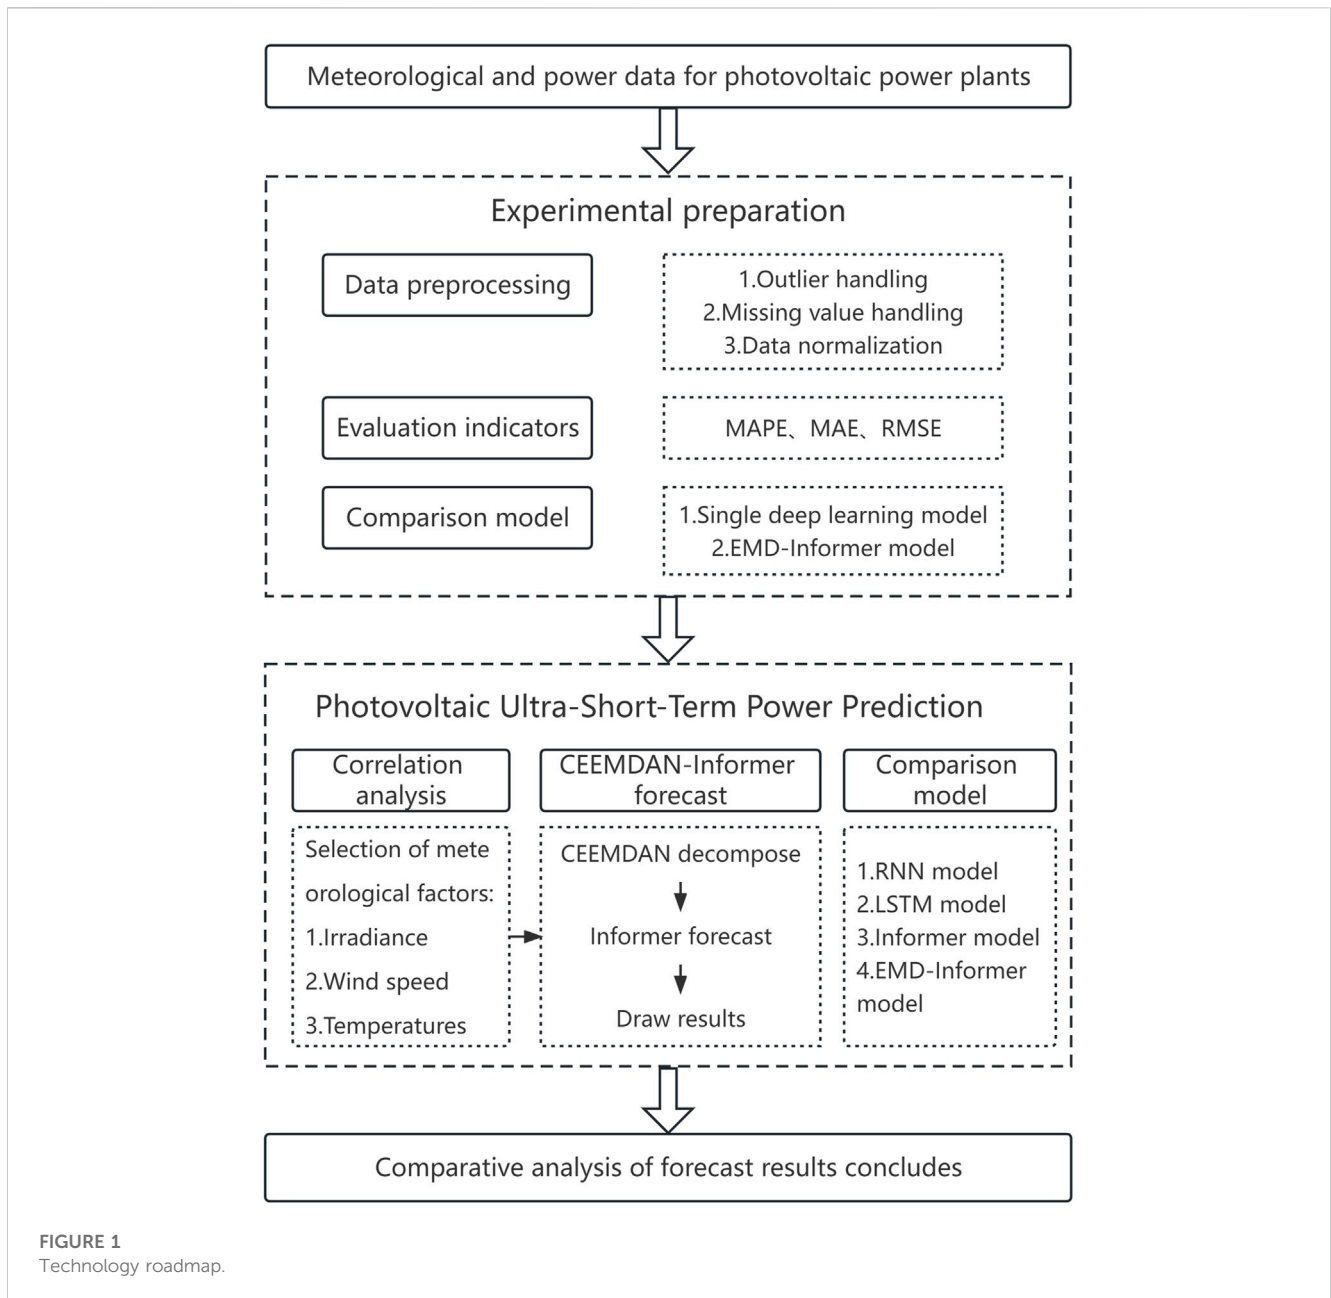 Meteorological and power data for photovoltaic power plants
Experimental preparation
Data preprocessing
1.Outlier handling
2.Missing value handling
3.Data normalization
Evaluation indicators
MAPE、MAE、RMSE
Comparison model
1.Single deep learning model
2.EMD-Informer model
Photovoltaic Ultra-Short-Term Power Prediction
Correlation
analysis
Selection of mete
orological factors:
1.Irradiance
2.Wind speed
3.Temperatures
CEEMDAN-Informer
forecast
CEEMDAN decompose
Informer forecast
Draw results
Comparison
model
1.RNN model
2.LSTM model
3.Informer model
4.EMD-Informer
model
Comparative analysis of forecast results concludes
FIGURE 1
Technology roadmap.